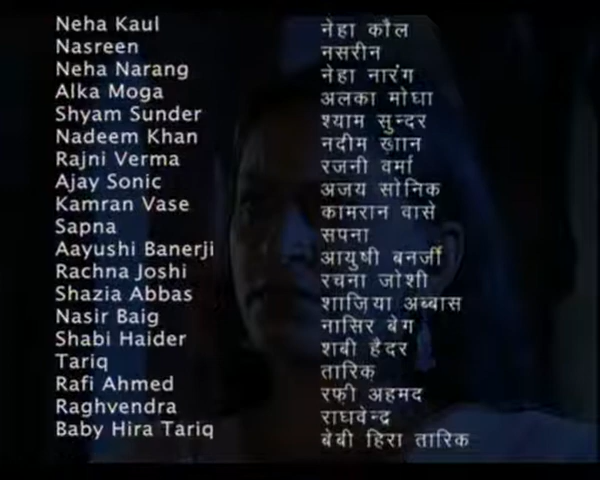 Neha Kaul नेहा कौल
Nasreen नसरीन
Neha Narang नेहा नारंग
Alka Moga अलका मोघा
Shyam Sunder श्याम सुन्दर
Nadeem Khan नदीम ख़ान
Rajni Verma रजनी वर्मा
Ajay Sonic अजय सोनिक
Kamran Vase कामरान वासे
Sapna सपना
Aayushi Banerji आयुषी बनर्जी
Rachna Joshi रचना जोशी
Shazia Abbas शाज़िया अब्बास
Nasir Baig नासिर बेग
Shabi Haider शबी हैदर
Tariq तारिक़
Rafi Ahmed रफ़ी अहमद
Raghvendra राघवेन्द्र
Baby Hira Tariq बेबी हिरा तारिक